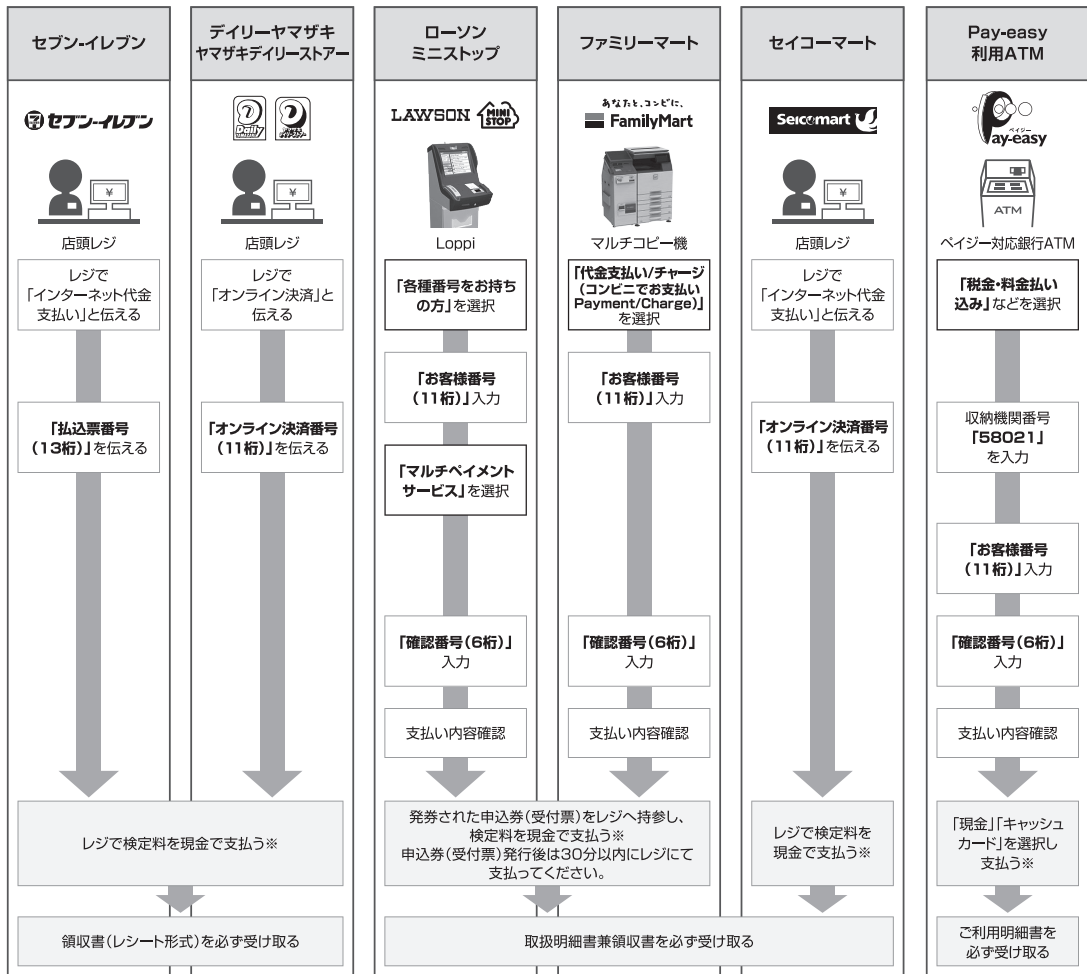 セブン-イレブン
デイリーヤマザキ
ヤマザキデイリーストアー
ローソン
ミニストップ
ファミリーマート
セイコーマート
Pay-easy
利用ATM
セブン-イレブン
Daily
LAWSON
MINI
STOP
あなたと、コンビに、
FamilyMart
Seicomart
ペイジー
Pay-easy
¥
¥
¥
ATM
店頭レジ
店頭レジ
Loppi
マルチコピー機
店頭レジ
ペイジー対応銀行ATM
レジで
「インターネット代金
支払い」と伝える
レジで
「オンライン決済」と
伝える
「各種番号をお持ち
の方」を選択
「代金支払い/チャージ
(コンビニでお支払い
Payment/Charge)」
を選択
レジで
「インターネット代金
支払い」と伝える
「税金・料金払い
込み」などを選択
「お客様番号
(11桁)」入力
「お客様番号
(11桁)」入力
「払込票番号
(13桁)」を伝える
「オンライン決済番号
(11桁)」を伝える
「オンライン決済番号
(11桁)」を伝える
収納機関番号
「58021」
を入力
「マルチペイメント
サービス」を選択
「お客様番号
(11桁)」入力
「確認番号(6桁)」
入力
「確認番号(6桁)」
入力
「確認番号(6桁)」
入力
支払い内容確認
支払い内容確認
支払い内容確認
レジで検定料を現金で支払う※
発券された申込券(受付票)をレジへ持参し、
検定料を現金で支払う※
申込券(受付票)発行後は30分以内にレジにて
支払ってください。
レジで検定料を
現金で支払う※
「現金」「キャッシュ
カード」を選択し
支払う※
領収書(レシート形式)を必ず受け取る
取扱明細書兼領収書を必ず受け取る
ご利用明細書を
必ず受け取る